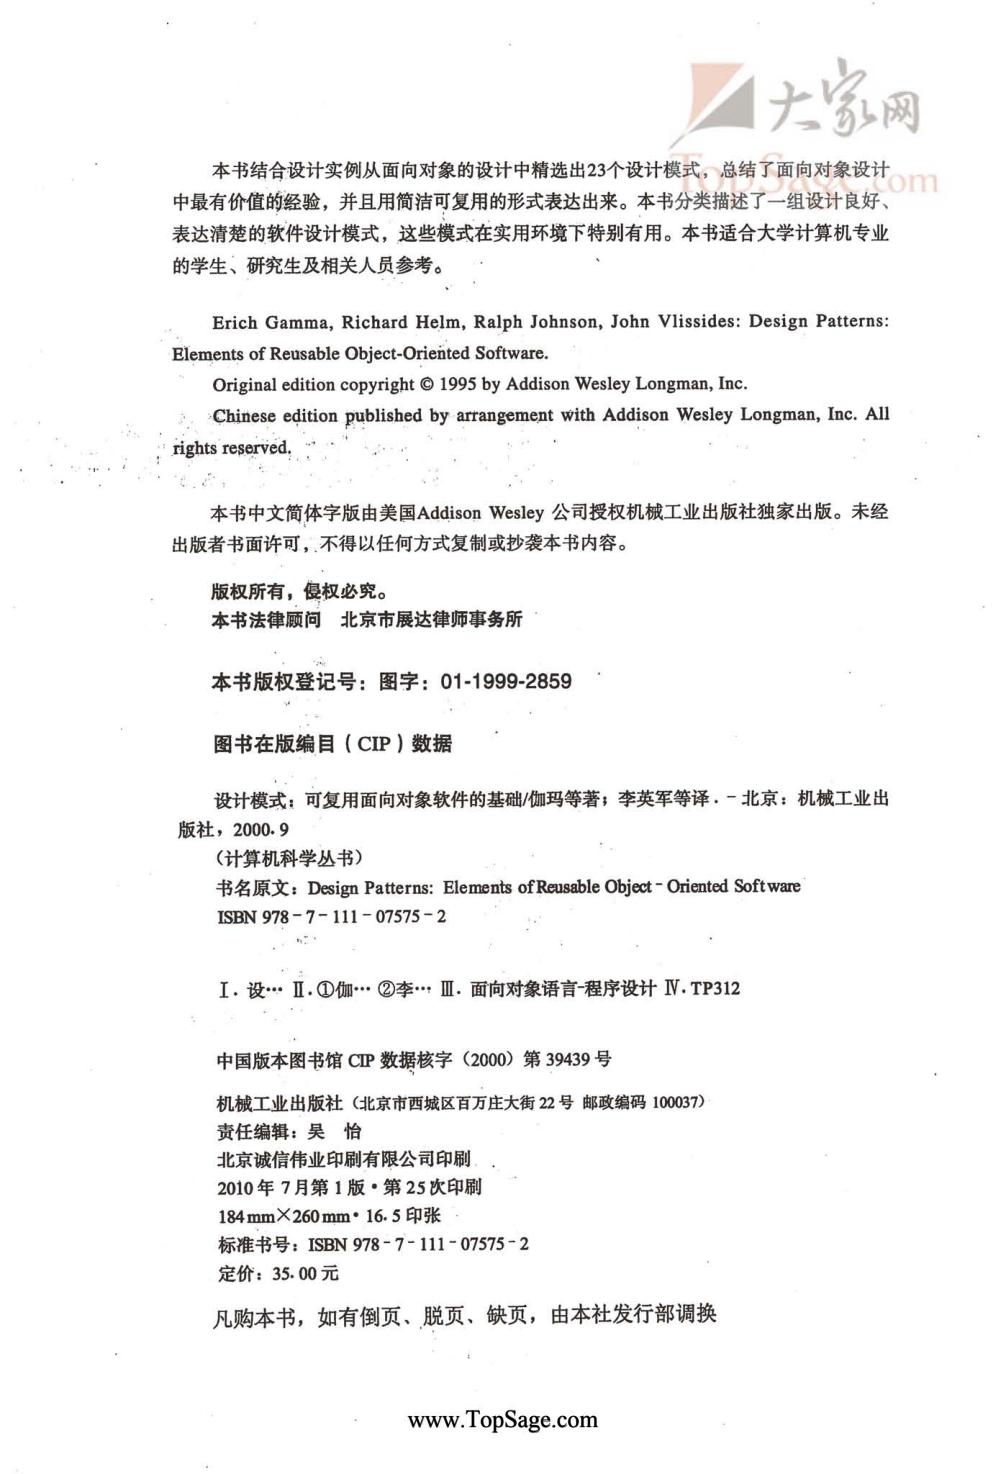 大家网
TopSage.com
本书结合设计实例从面向对象的设计中精选出23个设计模式，总结了面向对象设计
中最有价值的经验，并且用简洁可复用的形式表达出来。本书分类描述了一组设计良好、
表达清楚的软件设计模式，这些模式在实用环境下特别有用。本书适合大学计算机专业
的学生、研究生及相关人员参考。
Erich Gamma, Richard Helm, Ralph Johnson, John Vlissides: Design Patterns:
Elements of Reusable Object-Oriented Software.
Original edition copyright © 1995 by Addison Wesley Longman, Inc.
Chinese edition published by arrangement with Addison Wesley Longman, Inc. All
rights reserved.
本书中文简体字版由美国Addison Wesley 公司授权机械工业出版社独家出版。未经
出版者书面许可，不得以任何方式复制或抄袭本书内容。
版权所有，侵权必究。
本书法律顾问 北京市展达律师事务所
本书版权登记号：图字：01-1999-2859
图书在版编目（CIP）数据
设计模式：可复用面向对象软件的基础/伽玛等著；李英军等译．－北京：机械工业出
版社，2000.9
（计算机科学丛书）
书名原文：Design Patterns: Elements of Reusable Object－Oriented Software
ISBN 978－7－111－07575－2
Ⅰ．设… Ⅱ．①伽… ②李… Ⅲ．面向对象语言-程序设计 Ⅳ．TP312
中国版本图书馆 CIP 数据核字（2000）第 39439 号
机械工业出版社（北京市西城区百万庄大街 22 号 邮政编码 100037）
责任编辑：吴 怡
北京诚信伟业印刷有限公司印刷
2010 年 7 月第 1 版·第 25 次印刷
184mm×260mm·16.5 印张
标准书号：ISBN 978－7－111－07575－2
定价：35.00 元
凡购本书，如有倒页、脱页、缺页，由本社发行部调换
www.TopSage.com